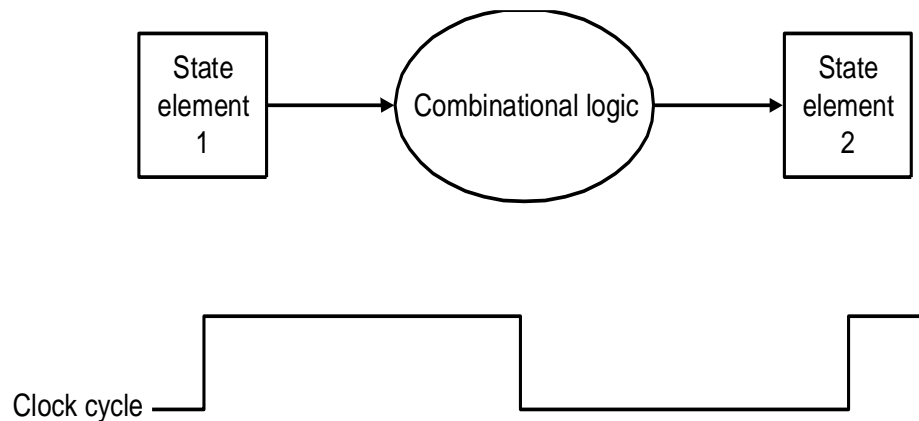 State
element
1
Combinational logic
State
element
2
Clock cycle